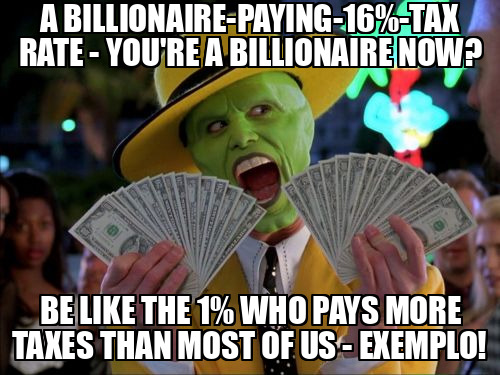 A BILLIONAIRE-PAYING-16%-TAX
RATE - YOU'RE A BILLIONAIRE NOW?
BE LIKE THE 1% WHO PAYS MORE
TAXES THAN MOST OF US - EXEMPLO!